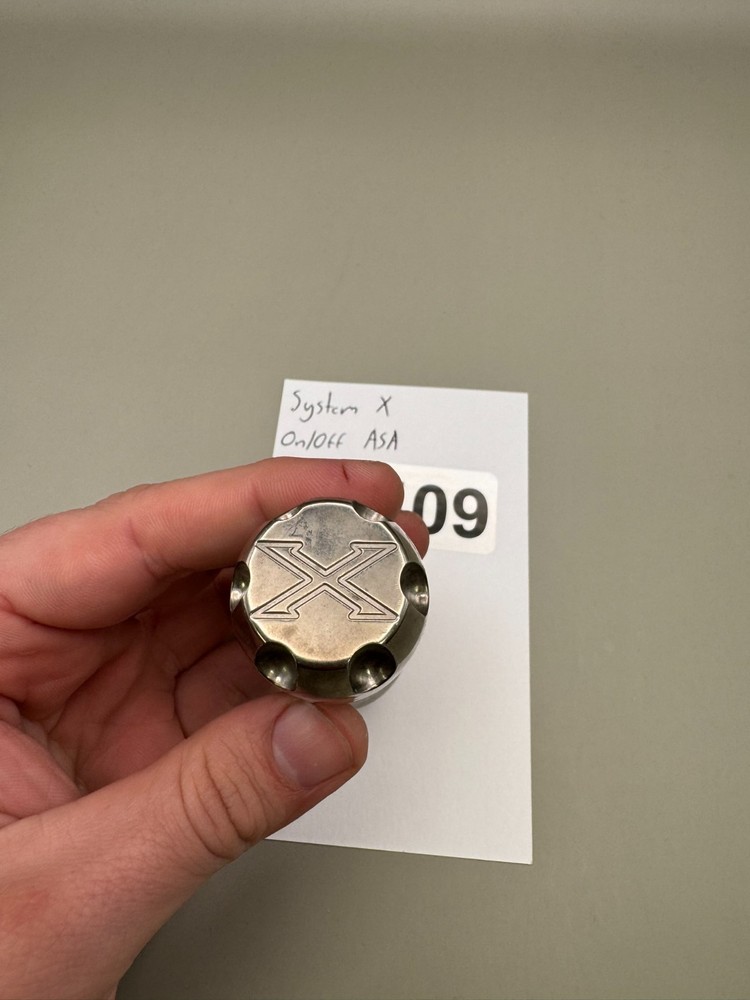 System X
On/Off ASA
09
X